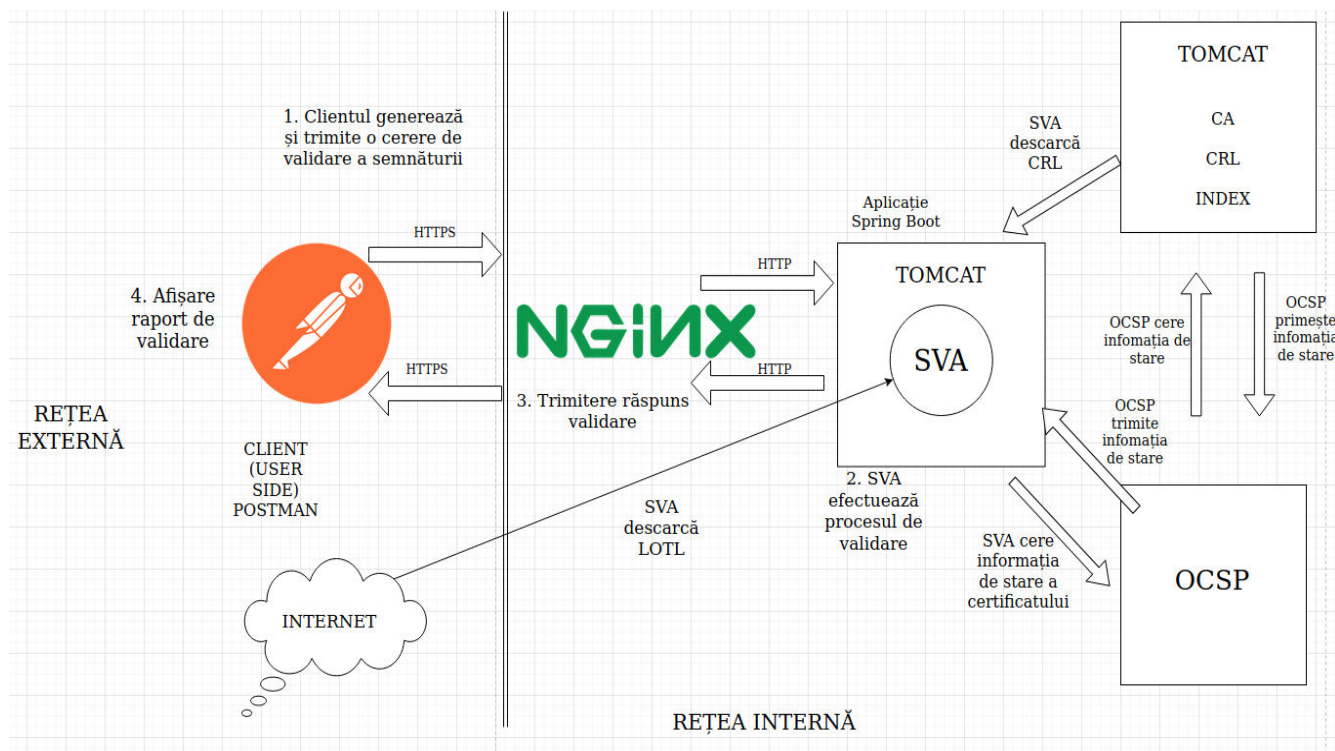 1. Clientul generează
și trimite o cerere de
validare a semnăturii
HTTPS
4. Afișare
raport de
validare
HTTPS
REȚEA
EXTERNĂ
CLIENT
(USER
SIDE)
POSTMAN
INTERNET
NGiNX
3. Trimitere răspuns
validare
SVA
descarcă
LOTL
HTTP
HTTP
Aplicație
Spring Boot
TOMCAT
SVA
2. SVA
efectuează
procesul de
validare
SVA
descarcă
CRL
TOMCAT
CA
CRL
INDEX
OCSP cere
infomația de
stare
OCSP
primește
infomația
de stare
OCSP
trimite
infomația
de stare
SVA cere
informația
de stare a
certificatului
OCSP
REȚEA INTERNĂ